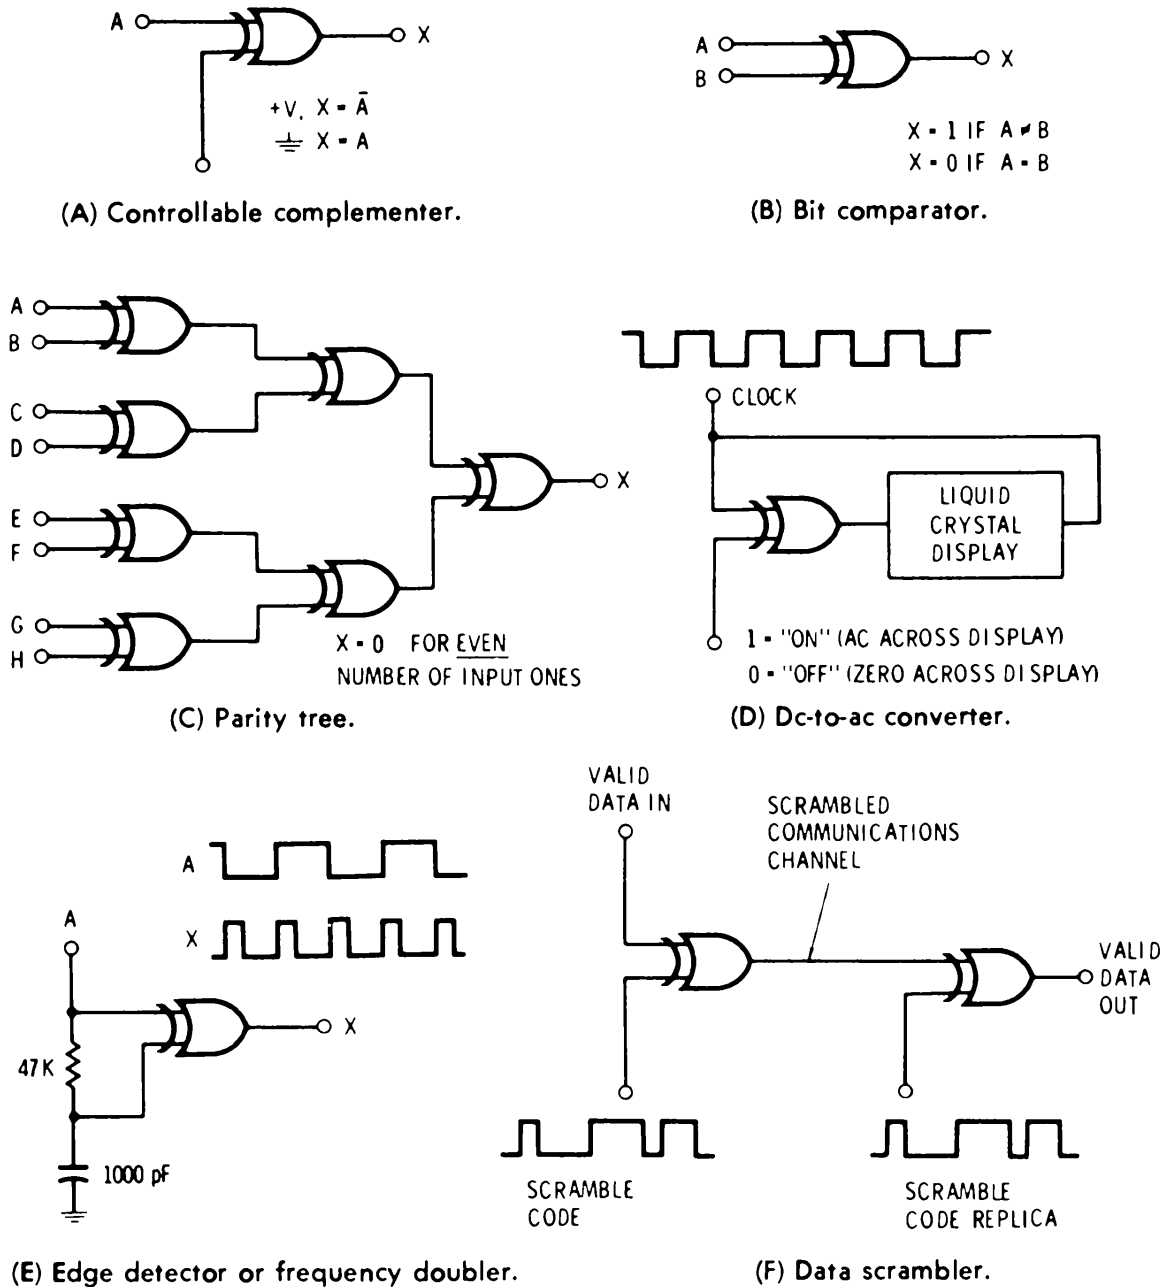 A
X
+V, X = Ā
⏚ X = A
(A) Controllable complementer.
A
B
X
X = 1 IF A ≠ B
X = 0 IF A = B
(B) Bit comparator.
A
B
C
D
E
F
G
H
X
X = 0 FOR EVEN
NUMBER OF INPUT ONES
(C) Parity tree.
CLOCK
LIQUID
CRYSTAL
DISPLAY
1 = "ON" (AC ACROSS DISPLAY)
0 = "OFF" (ZERO ACROSS DISPLAY)
(D) Dc-to-ac converter.
A
X
A
X
47K
1000 pF
(E) Edge detector or frequency doubler.
VALID
DATA IN
SCRAMBLED
COMMUNICATIONS
CHANNEL
VALID
DATA
OUT
SCRAMBLE
CODE
SCRAMBLE
CODE REPLICA
(F) Data scrambler.